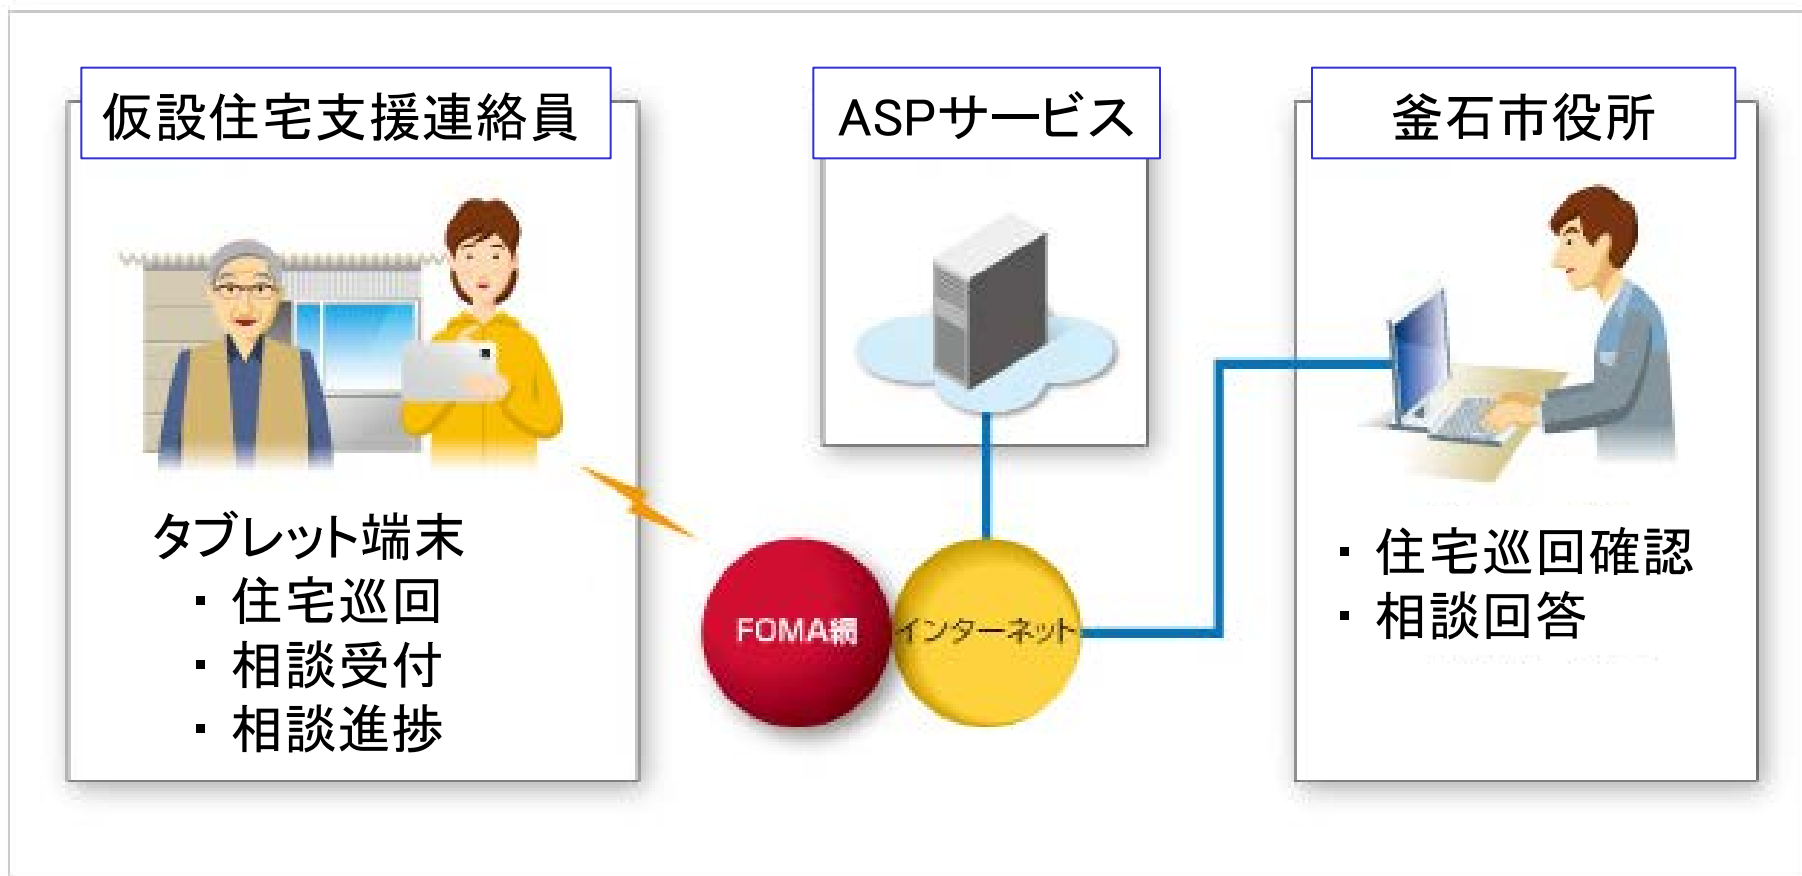 仮設住宅支援連絡員
タブレット端末
・ 住宅巡回
・ 相談受付
・ 相談進捗
ASPサービス
FOMA網
インターネット
釜石市役所
・ 住宅巡回確認
・ 相談回答